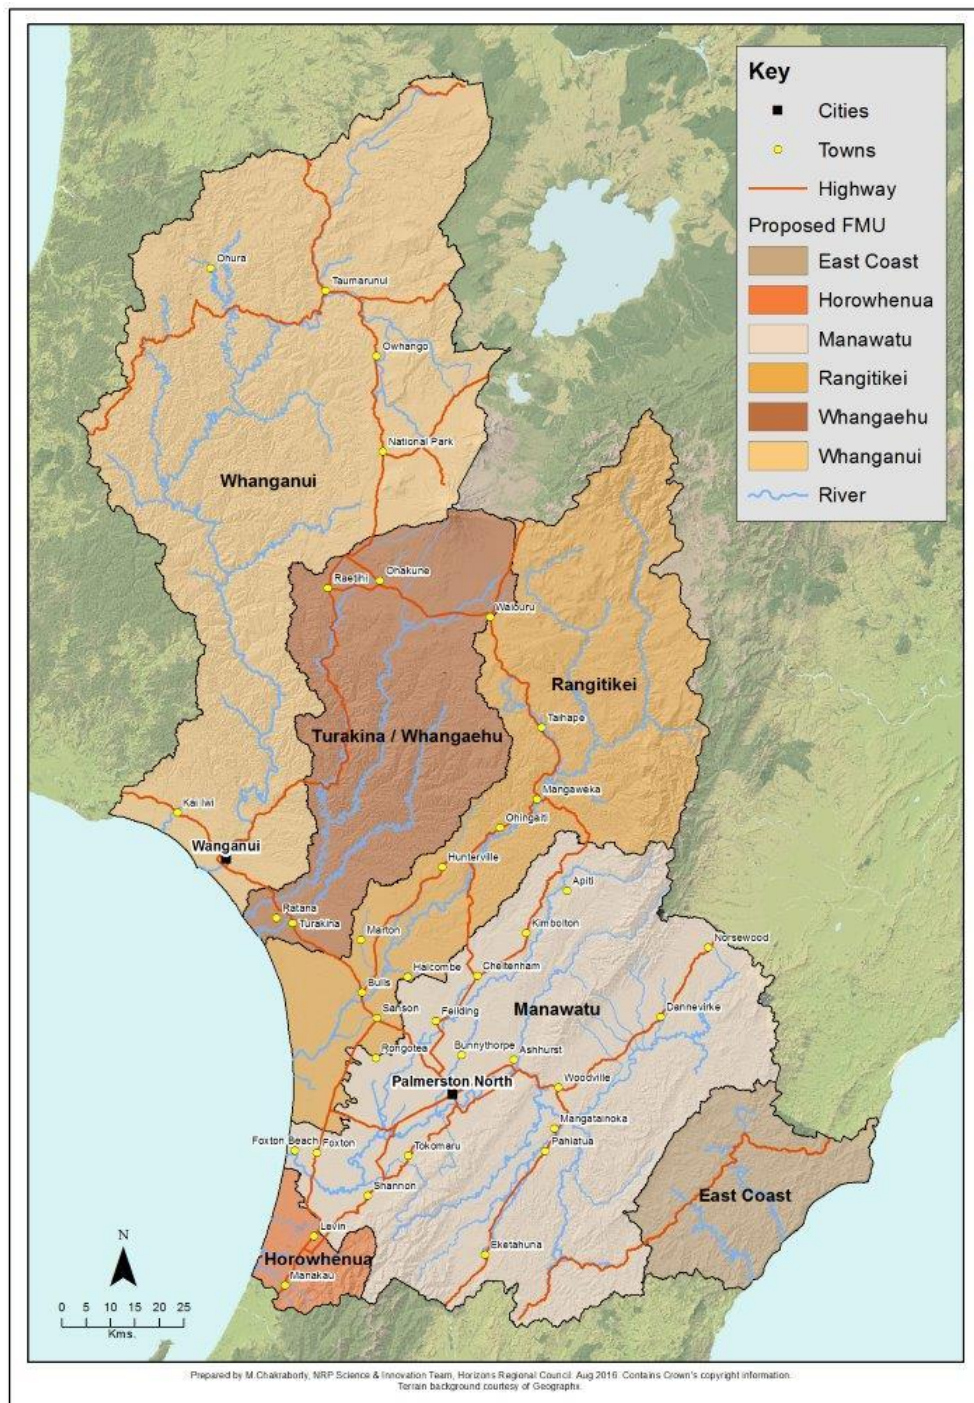 Key
Cities
Towns
Highway
Proposed FMU
East Coast
Horowhenua
Manawatu
Rangitikei
Whangaehu
Whanganui
River
Ohura
Taumarunui
Owhango
National Park
Whanganui
Raetihi
Ohakune
Waiouru
Rangitikei
Turakina / Whangaehu
Taihape
Mangaweka
Kai Iwi
Ohingaiti
Wanganui
Hunterville
Apiti
Ratana
Turakina
Marton
Kimbolton
Norsewood
Halcombe
Cheltenham
Bulls
Manawatu
Sanson
Feilding
Dannevirke
Rongotea
Bunnythorpe
Ashhurst
Palmerston North
Woodville
Mangatainoka
Foxton Beach
Foxton
Tokomaru
Pahiatua
Shannon
East Coast
Levin
Horowhenua
Eketahuna
Manakau
N
0 5 10 15 20 25
Kms.
Prepared by M.Chakraborty, NRP Science & Innovation Team, Horizons Regional Council. Aug 2016. Contains Crown's copyright information.
Terrain background courtesy of Geographx